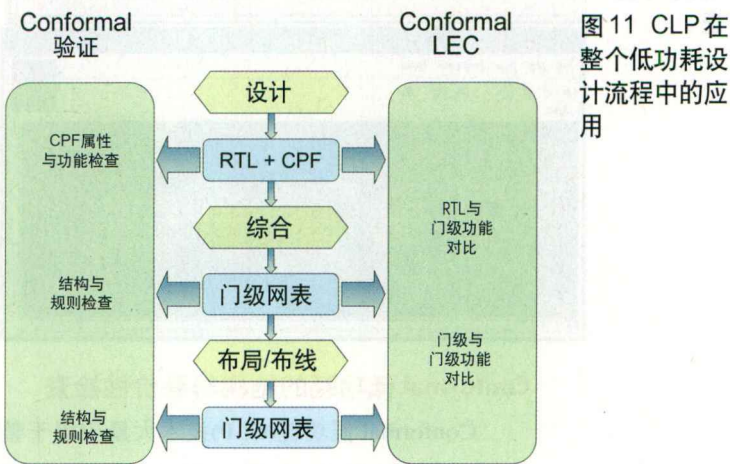 Conformal
验证
Conformal
LEC
图11 CLP在
整个低功耗设
计流程中的应
用
设计
CPF属性
与功能检查
RTL + CPF
综合
RTL与
门级功能
对比
结构与
规则检查
门级网表
布局/布线
门级与
门级功能
对比
结构与
规则检查
门级网表